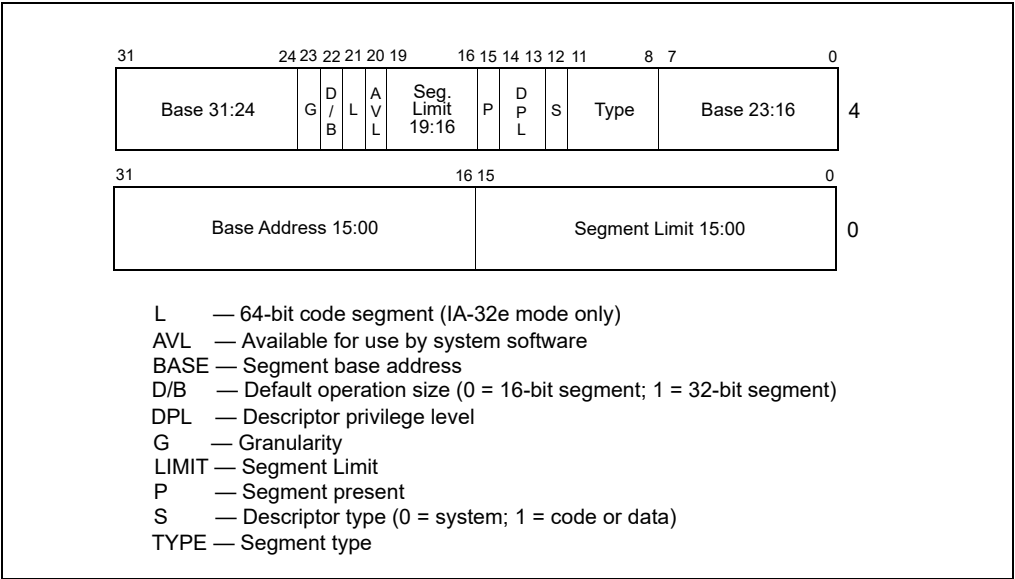 31 24 23 22 21 20 19 16 15 14 13 12 11 8 7 0
Base 31:24 G D/B L AVL Seg. Limit 19:16 P DPL S Type Base 23:16 4
31 16 15 0
Base Address 15:00 Segment Limit 15:00 0
L — 64-bit code segment (IA-32e mode only)
AVL — Available for use by system software
BASE — Segment base address
D/B — Default operation size (0 = 16-bit segment; 1 = 32-bit segment)
DPL — Descriptor privilege level
G — Granularity
LIMIT — Segment Limit
P — Segment present
S — Descriptor type (0 = system; 1 = code or data)
TYPE — Segment type